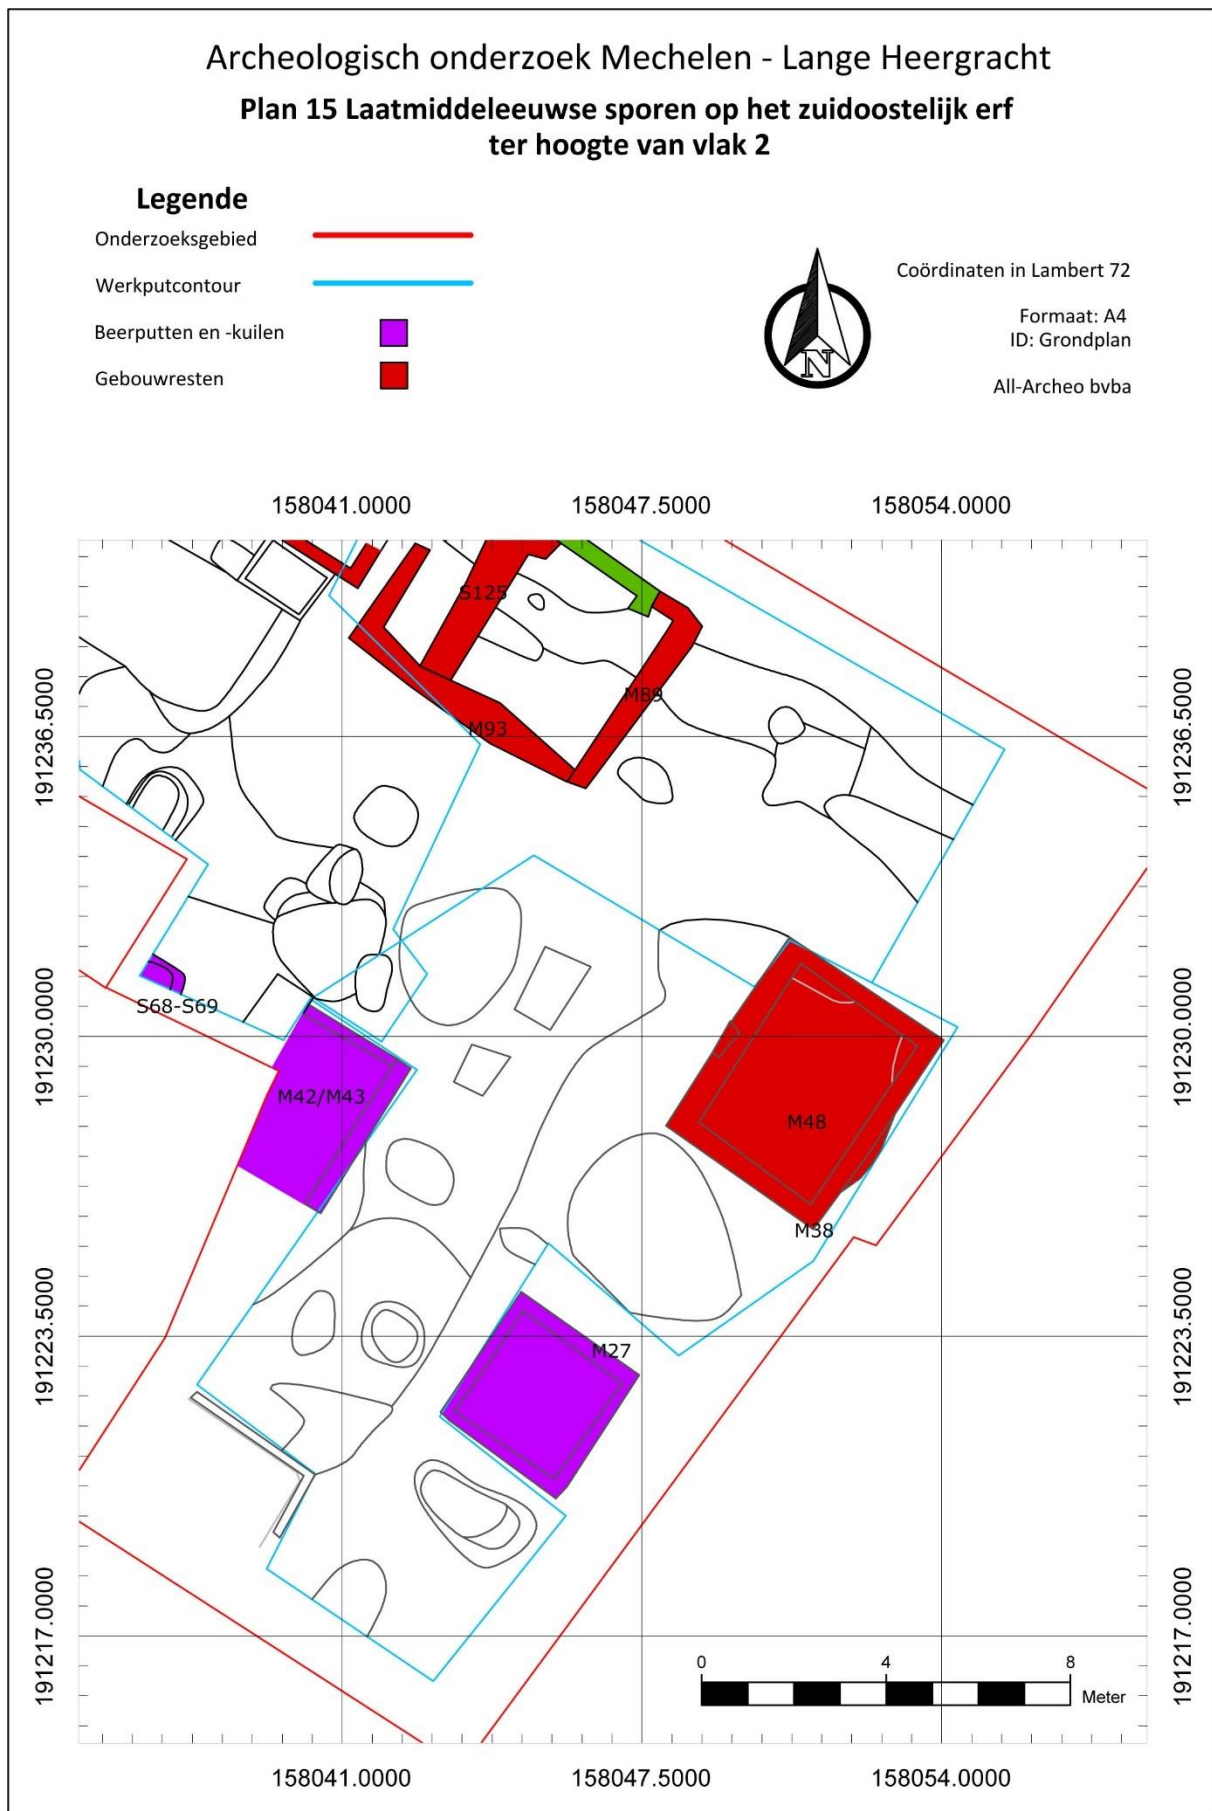 Archeologisch onderzoek Mechelen - Lange Heergracht
Plan 15 Laatmiddeleeuwse sporen op het zuidoostelijk erf
ter hoogte van vlak 2
Legende
Onderzoeksgebied
Werkputcontour
Beerputten en -kuilen
Gebouwresten
N
Coördinaten in Lambert 72
Formaat: A4
ID: Grondplan
All-Archeo bvba
158041.0000
158047.5000
158054.0000
S125
M89
M93
191236.5000
191236.5000
S68-S69
191230.0000
191230.0000
M42/M43
M48
M38
191223.5000
191223.5000
M27
191217.0000
191217.0000
0
4
8
Meter
158041.0000
158047.5000
158054.0000